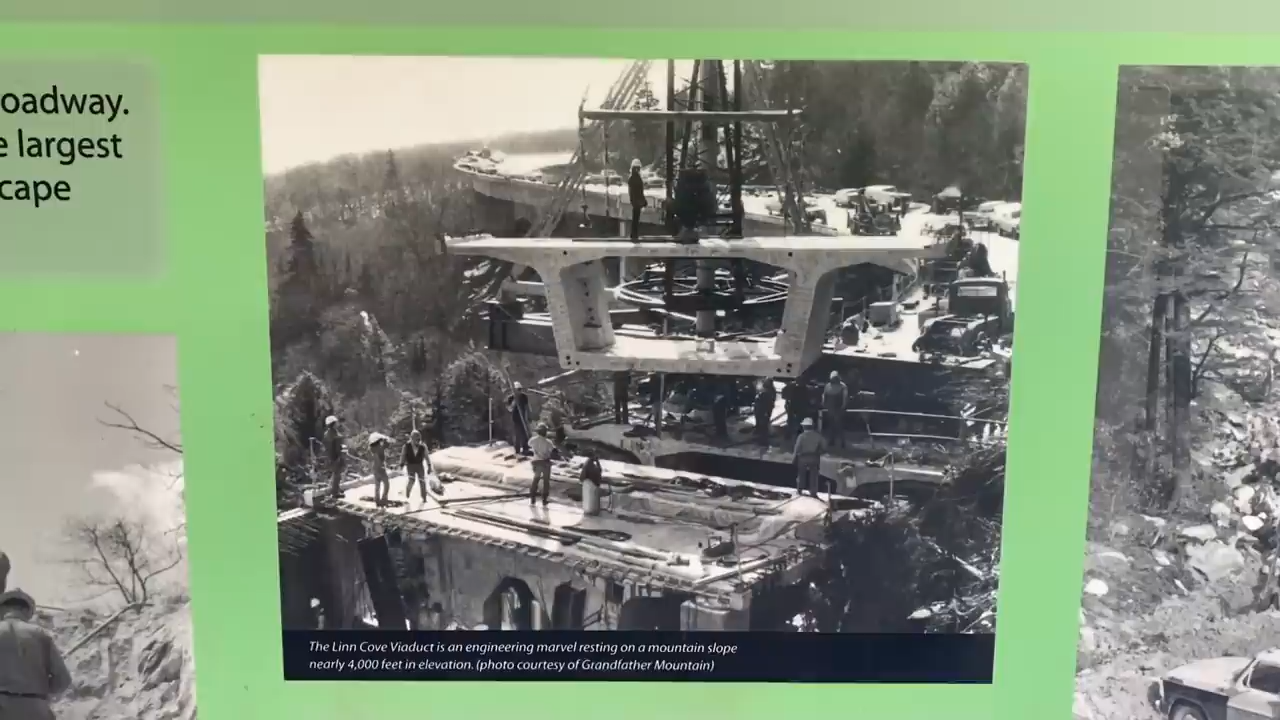 oadway.
e largest
cape
The Linn Cove Viaduct is an engineering marvel resting on a mountain slope
nearly 4,000 feet in elevation. (photo courtesy of Grandfather Mountain)